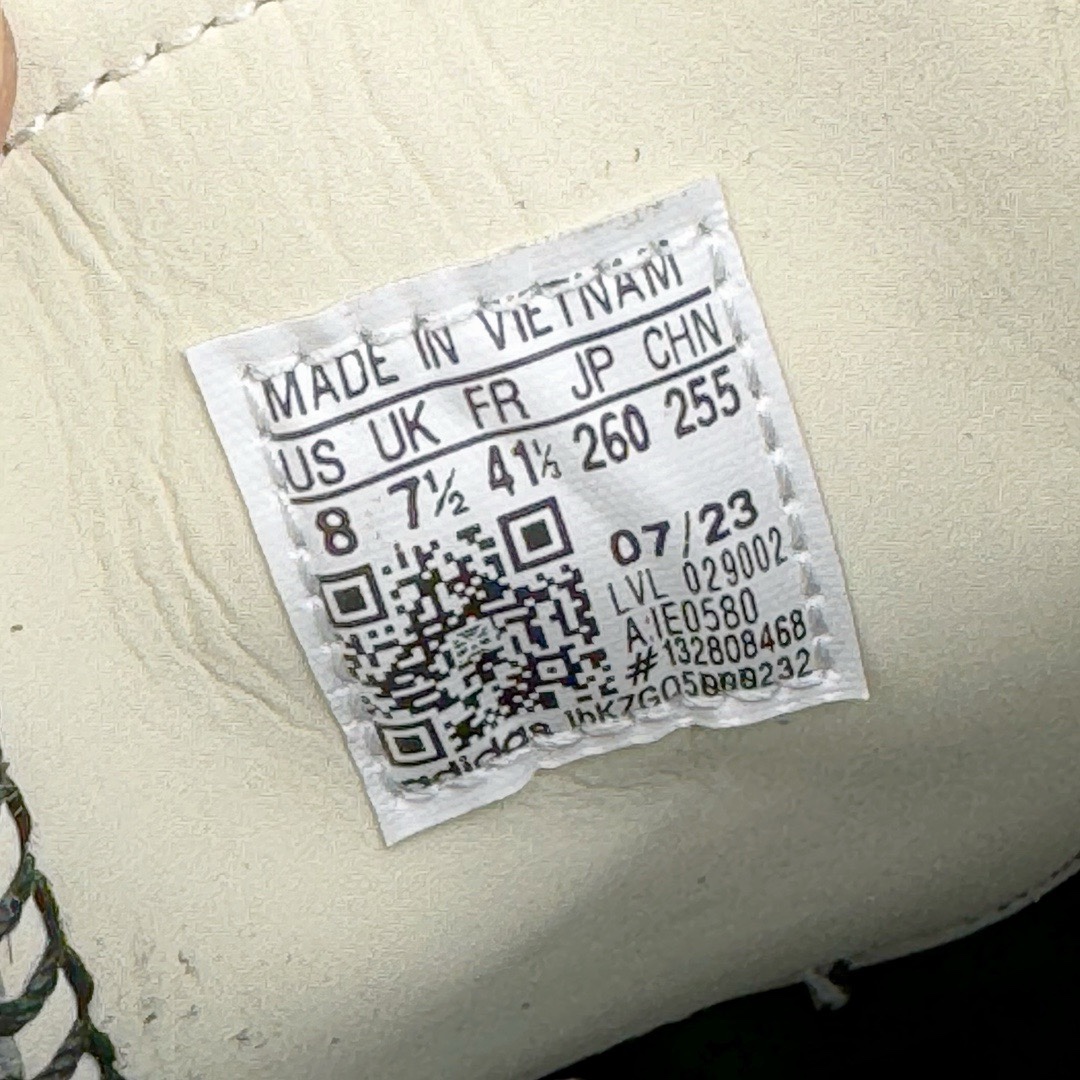 MADE IN VIETNAM
US UK FR JP CHN
8 7½ 41⅓ 260 255
07/23
LVL 029002
A:IE0580
#132808468
adidas